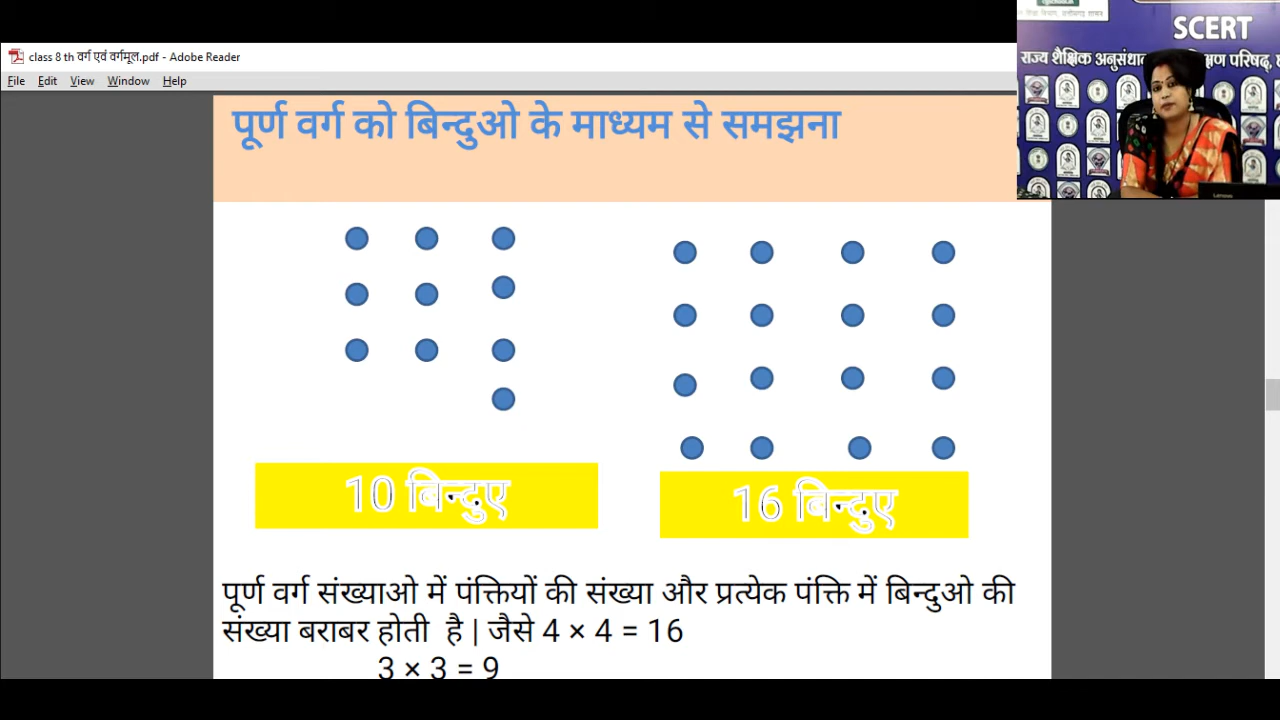 SCERT
class 8 th वर्ग एवं वर्गमूल.pdf - Adobe Reader
राज्य शैक्षिक अनुसंधान
परिषद,
File Edit View Window Help
पूर्ण वर्ग को बिन्दुओ के माध्यम से समझना
Lenovo
10 बिन्दुए
16 बिन्दुए
पूर्ण वर्ग संख्याओ में पंक्तियों की संख्या और प्रत्येक पंक्ति में बिन्दुओ की
संख्या बराबर होती है | जैसे 4 × 4 = 16
3 × 3 = 9